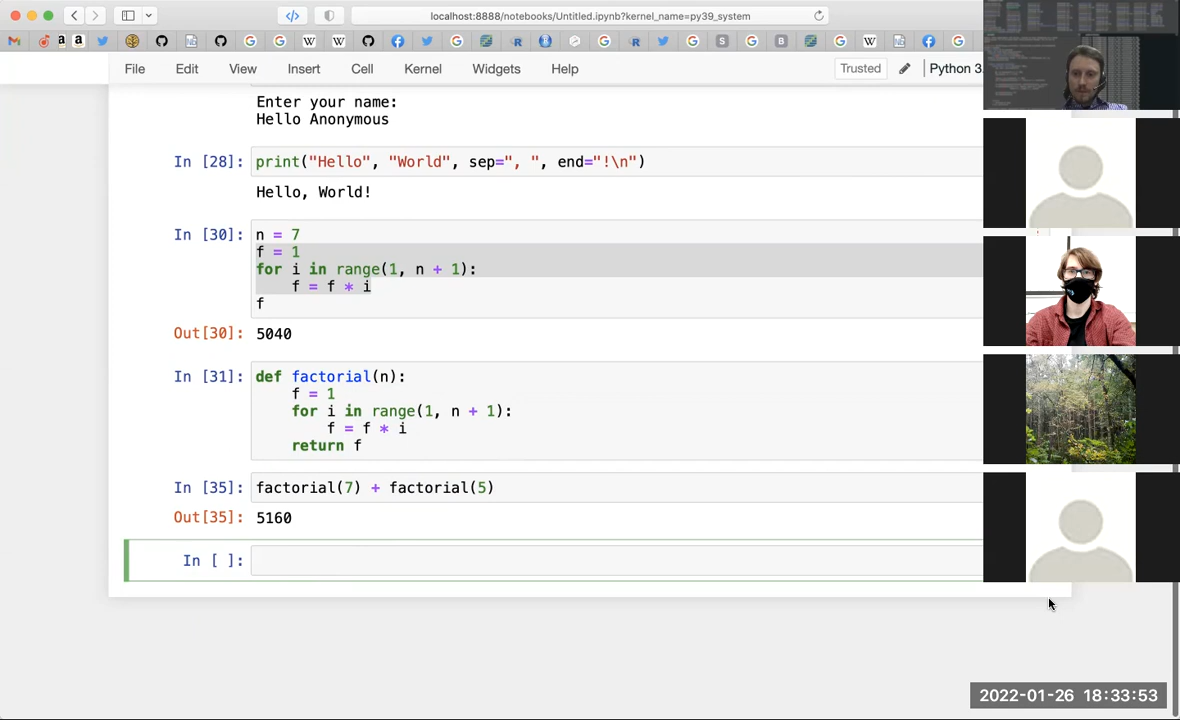 localhost:8888/notebooks/Untitled.ipynb?kernel_name=py39_system
File Edit View Insert Cell Kernel Widgets Help Trusted Python 3
Enter your name:
Hello Anonymous
In [28]: print("Hello", "World", sep=", ", end="!\n")
Hello, World!
In [30]: n = 7
f = 1
for i in range(1, n + 1):
f = f * i
f
Out[30]: 5040
In [31]: def factorial(n):
f = 1
for i in range(1, n + 1):
f = f * i
return f
In [35]: factorial(7) + factorial(5)
Out[35]: 5160
In [ ]:
2022-01-26 18:33:53